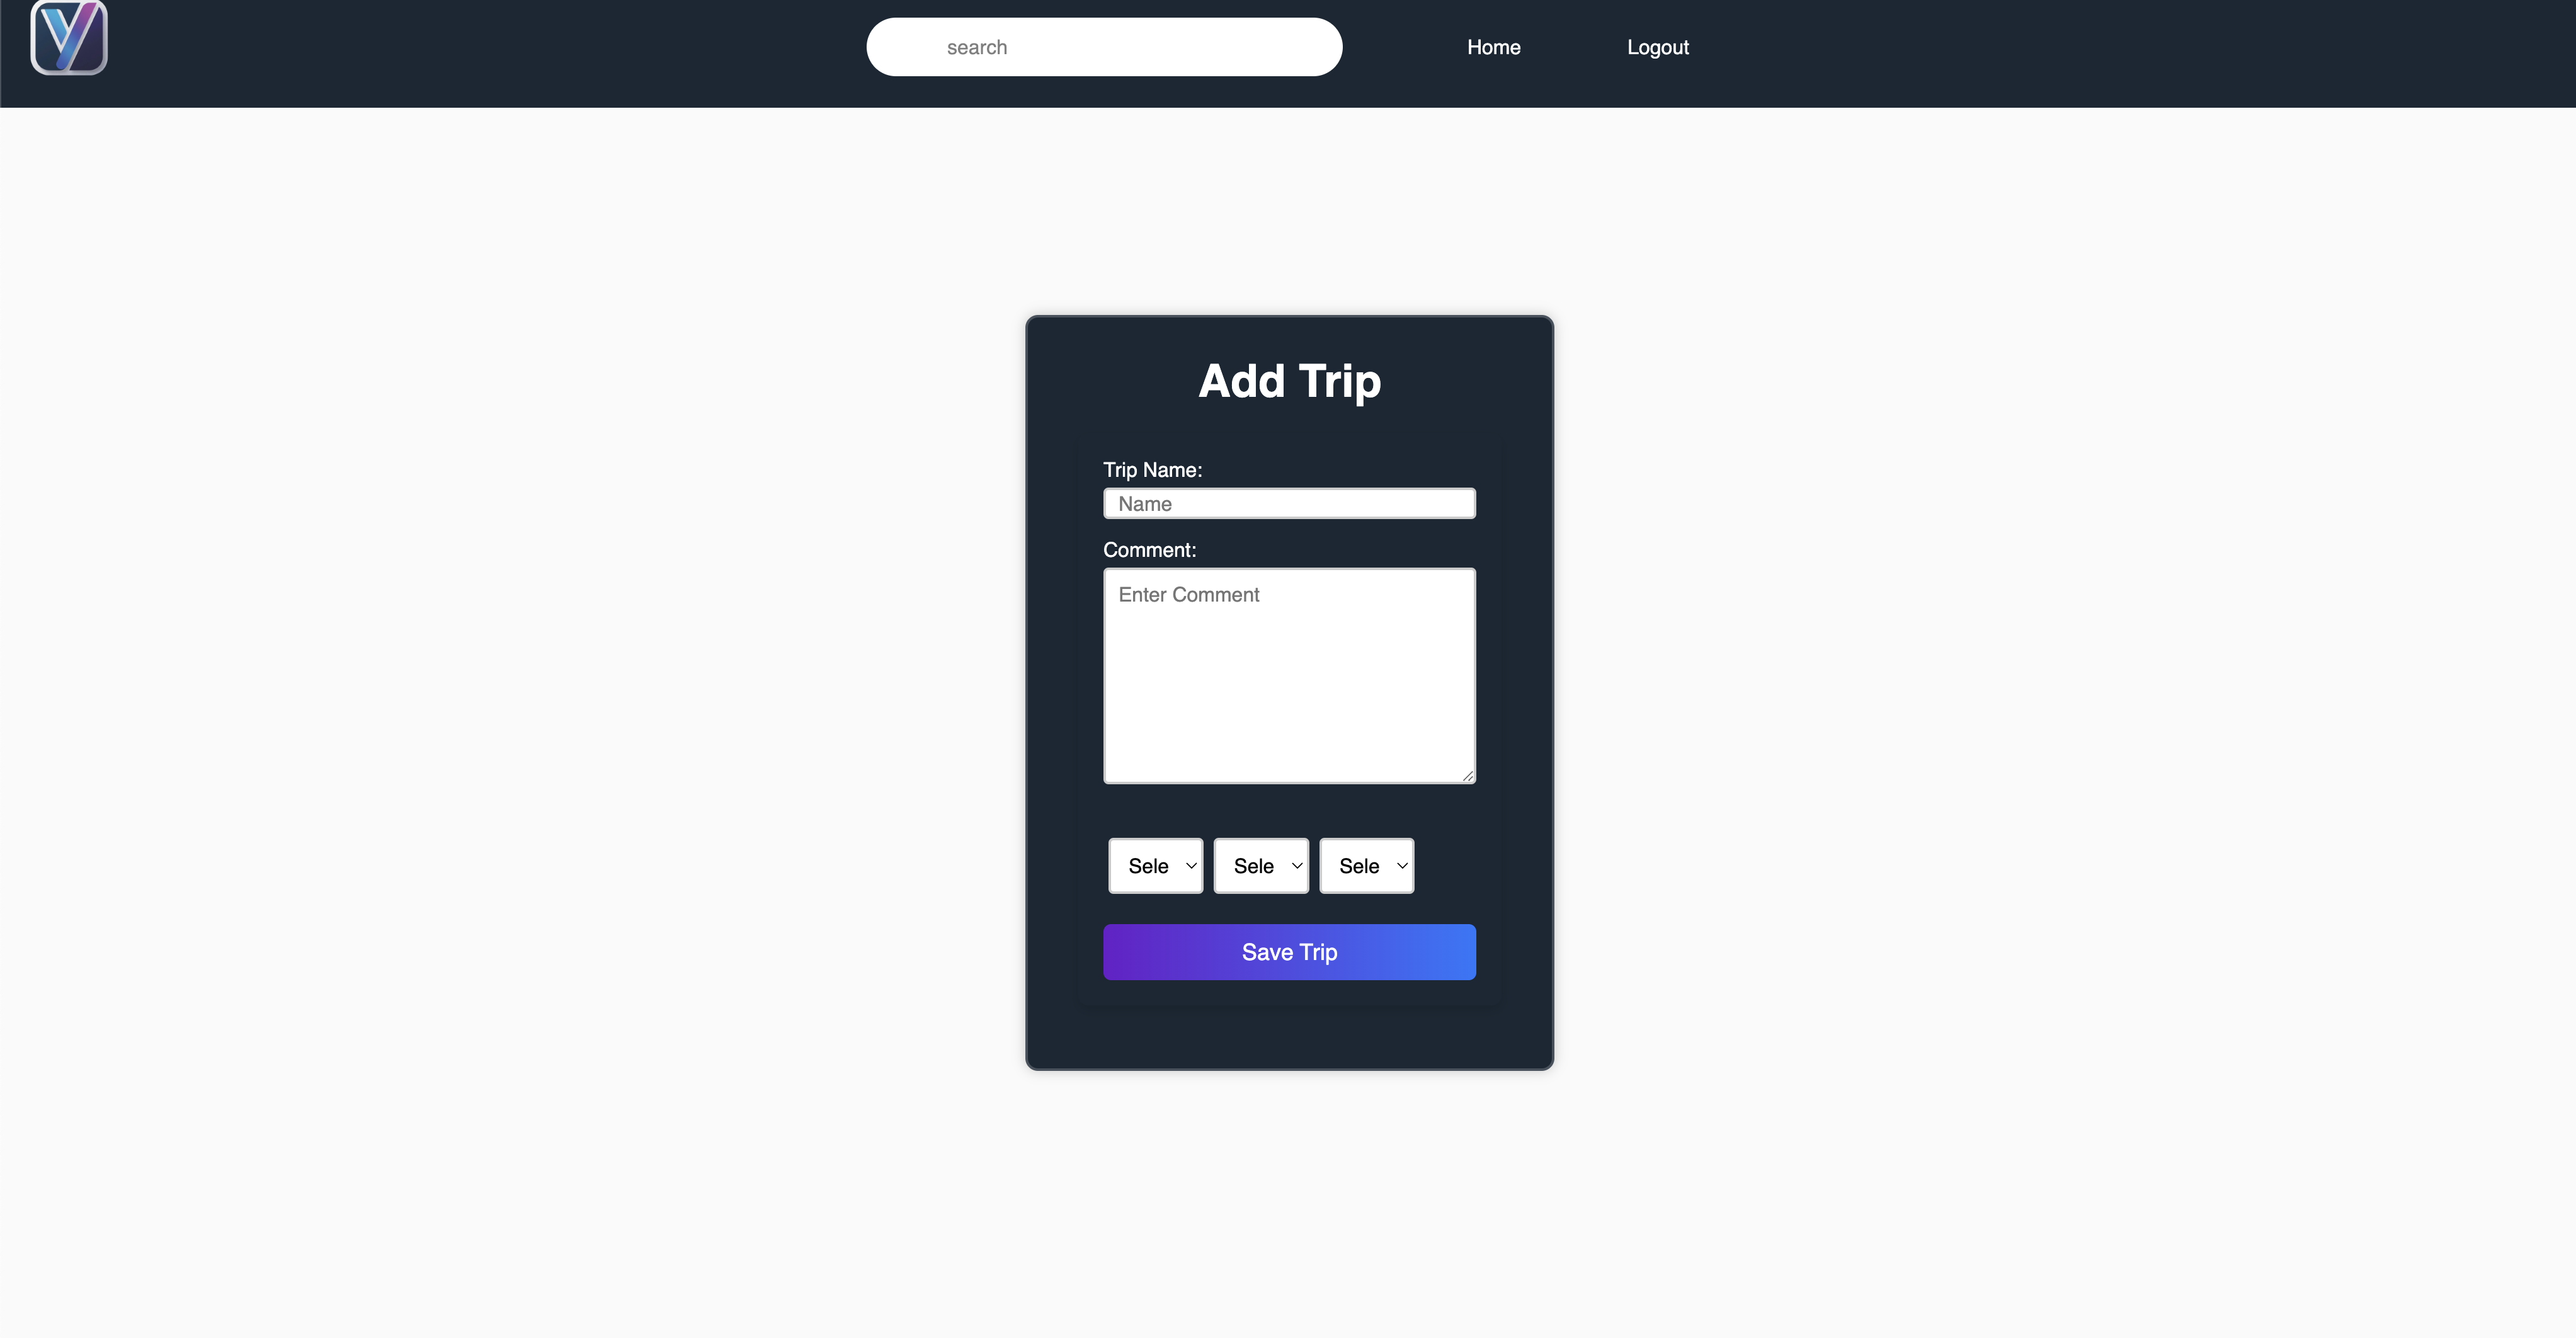 Y
search
Home
Logout
Add Trip
Trip Name:
Name
Comment:
Enter Comment
Sele
Sele
Sele
Save Trip